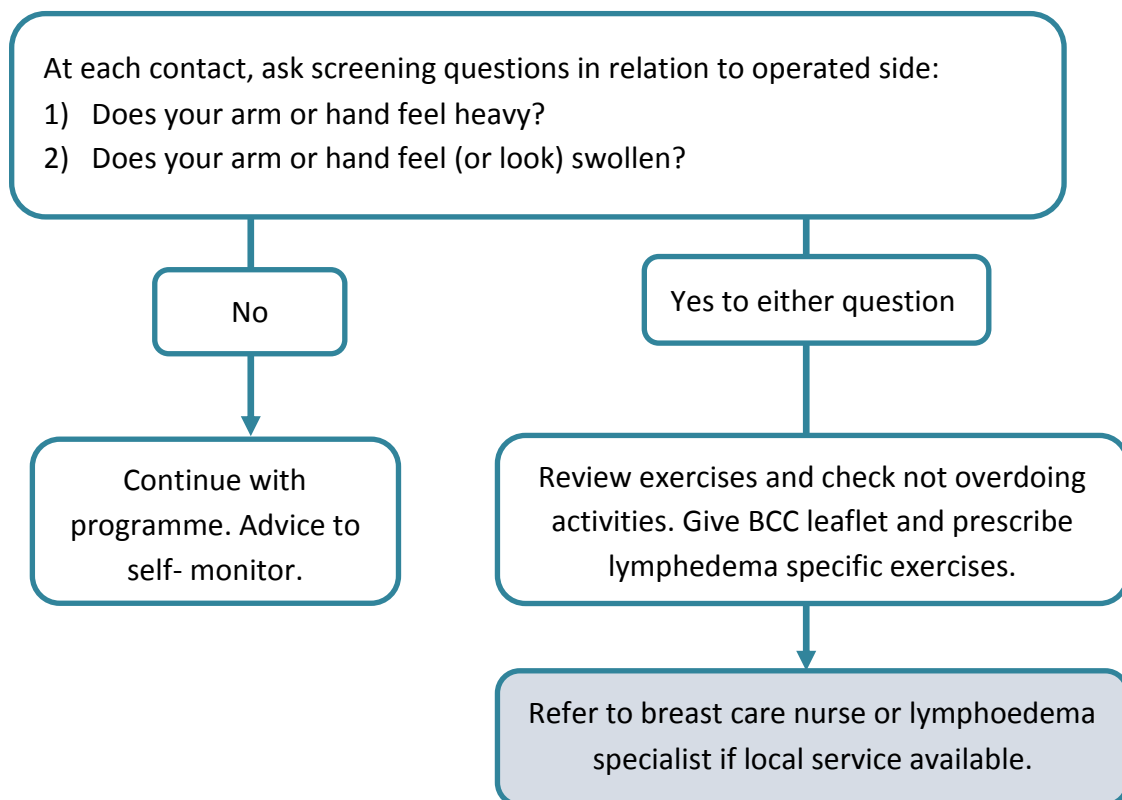 At each contact, ask screening questions in relation to operated side:
1) Does your arm or hand feel heavy?
2) Does your arm or hand feel (or look) swollen?
No
Yes to either question
Continue with
programme. Advice to
self- monitor.
Review exercises and check not overdoing
activities. Give BCC leaflet and prescribe
lymphedema specific exercises.
Refer to breast care nurse or lymphoedema
specialist if local service available.